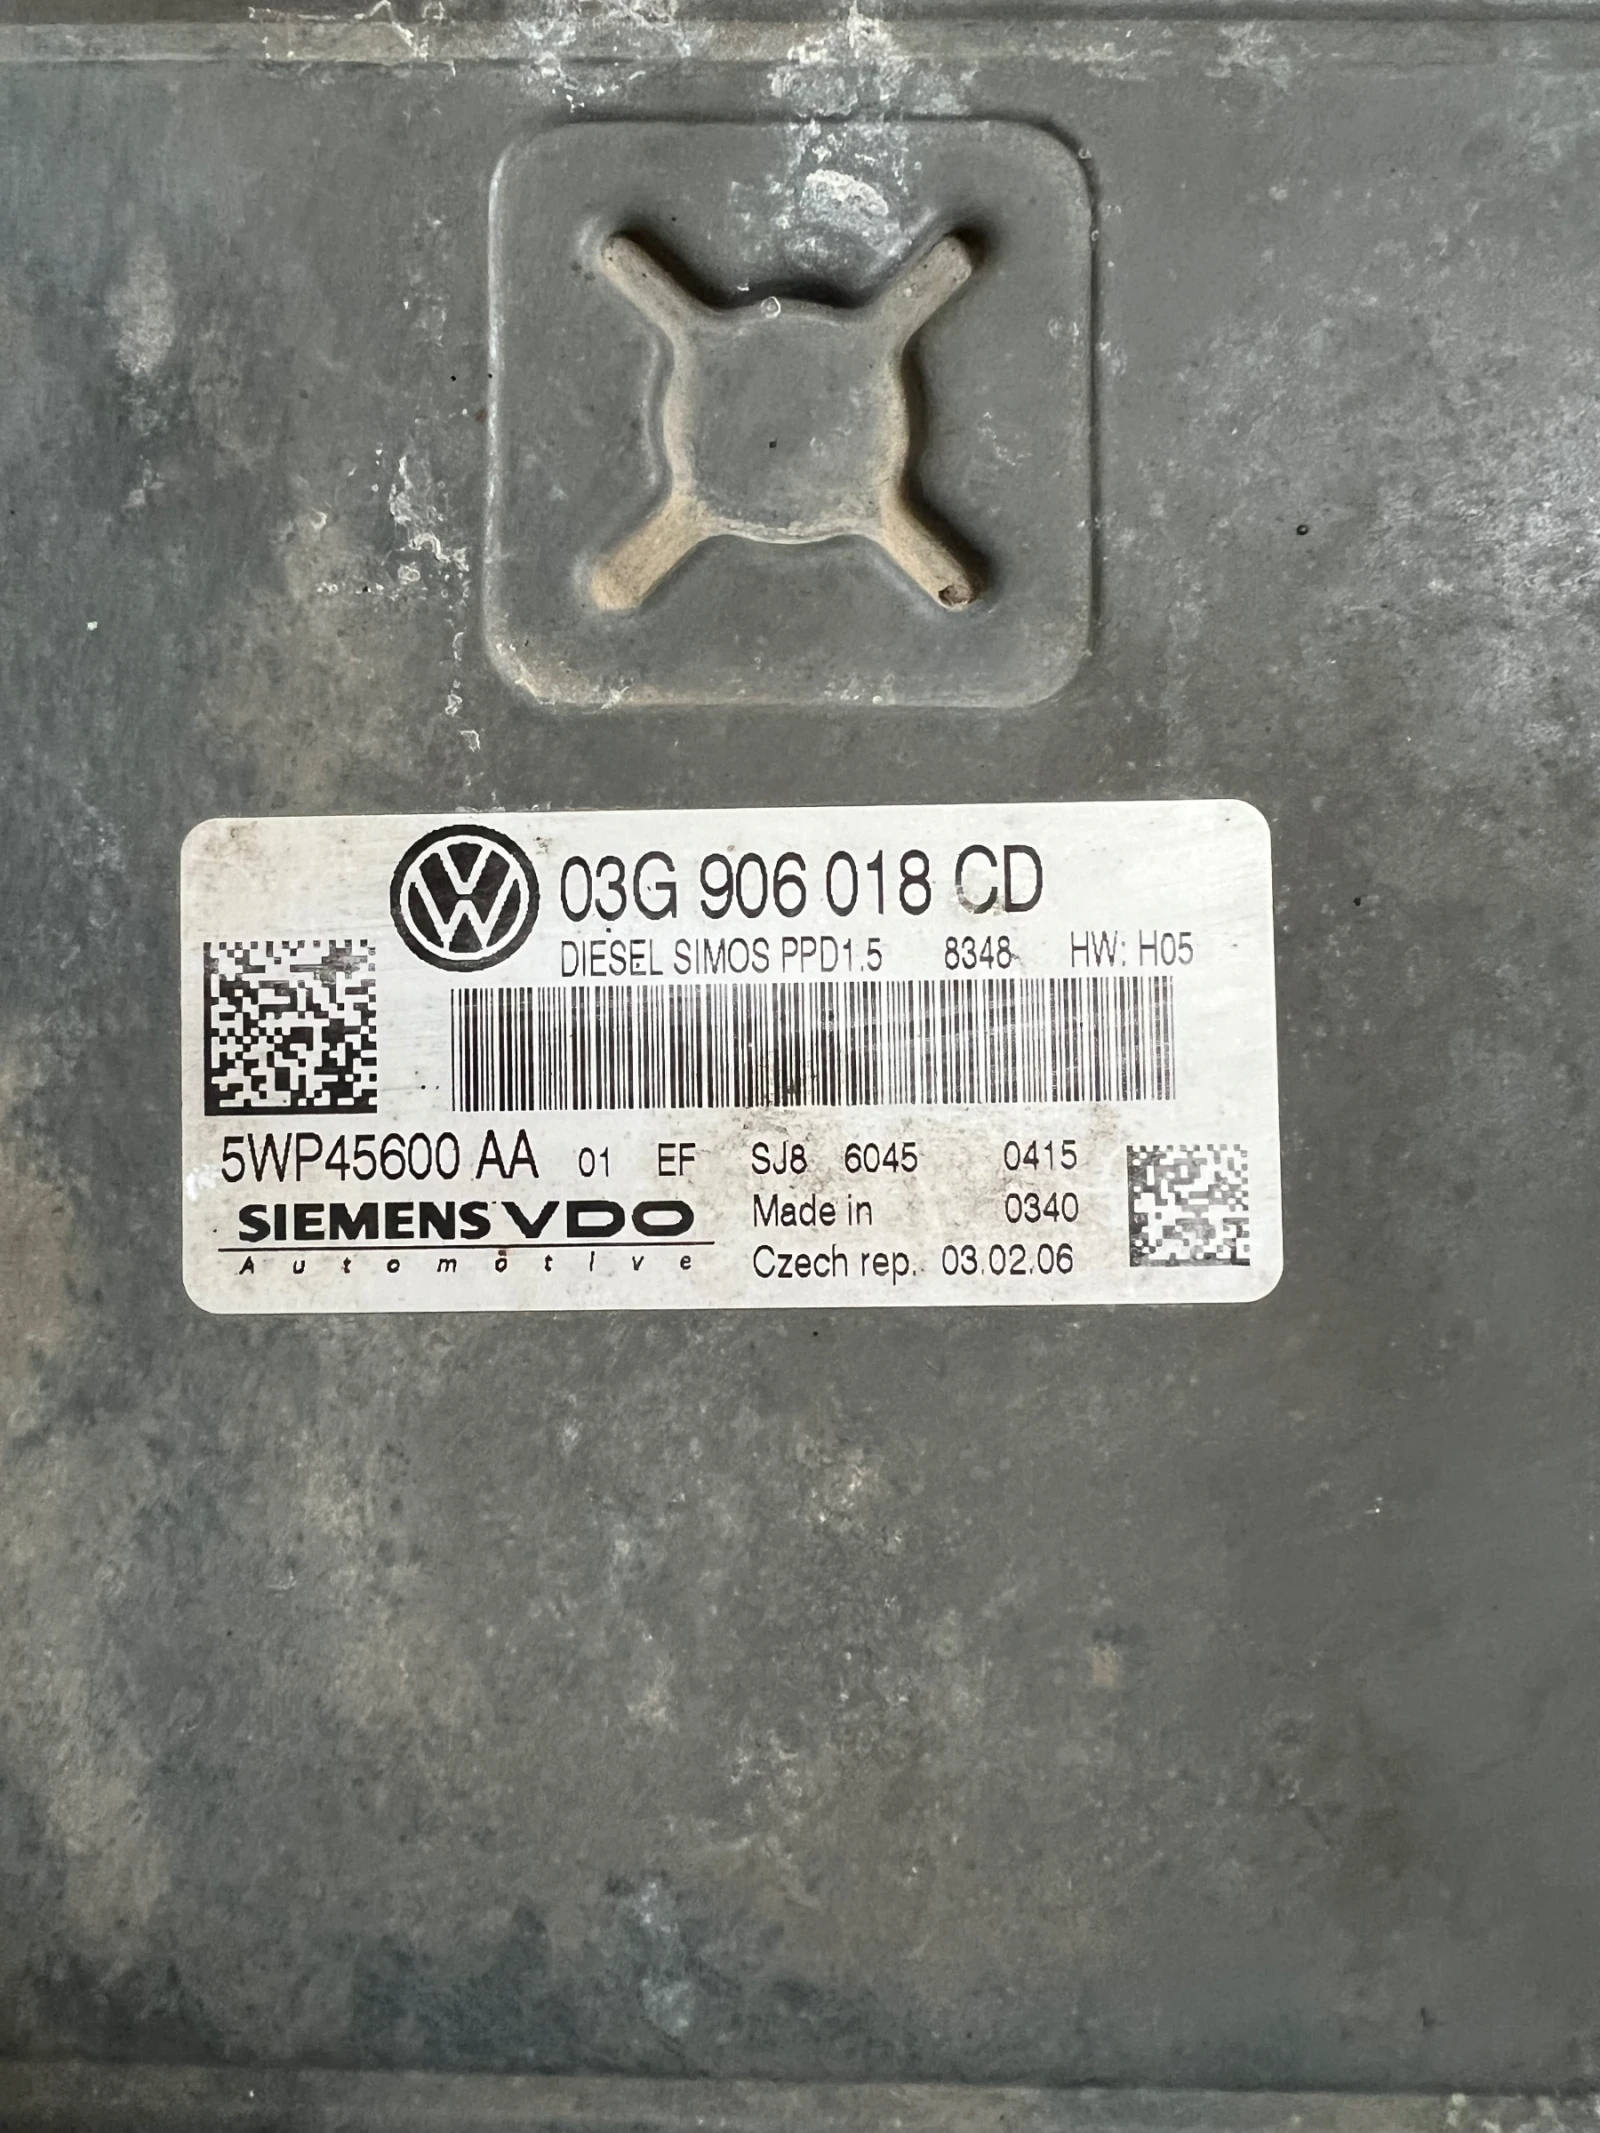 03G 906 018 CD
DIESEL SIMOS PPD1.5 8348 HW: H05
5WP45600 AA 01 EF SJ8 6045 0415
SIEMENS VDO Made in 0340
Automotive Czech rep. 03.02.06